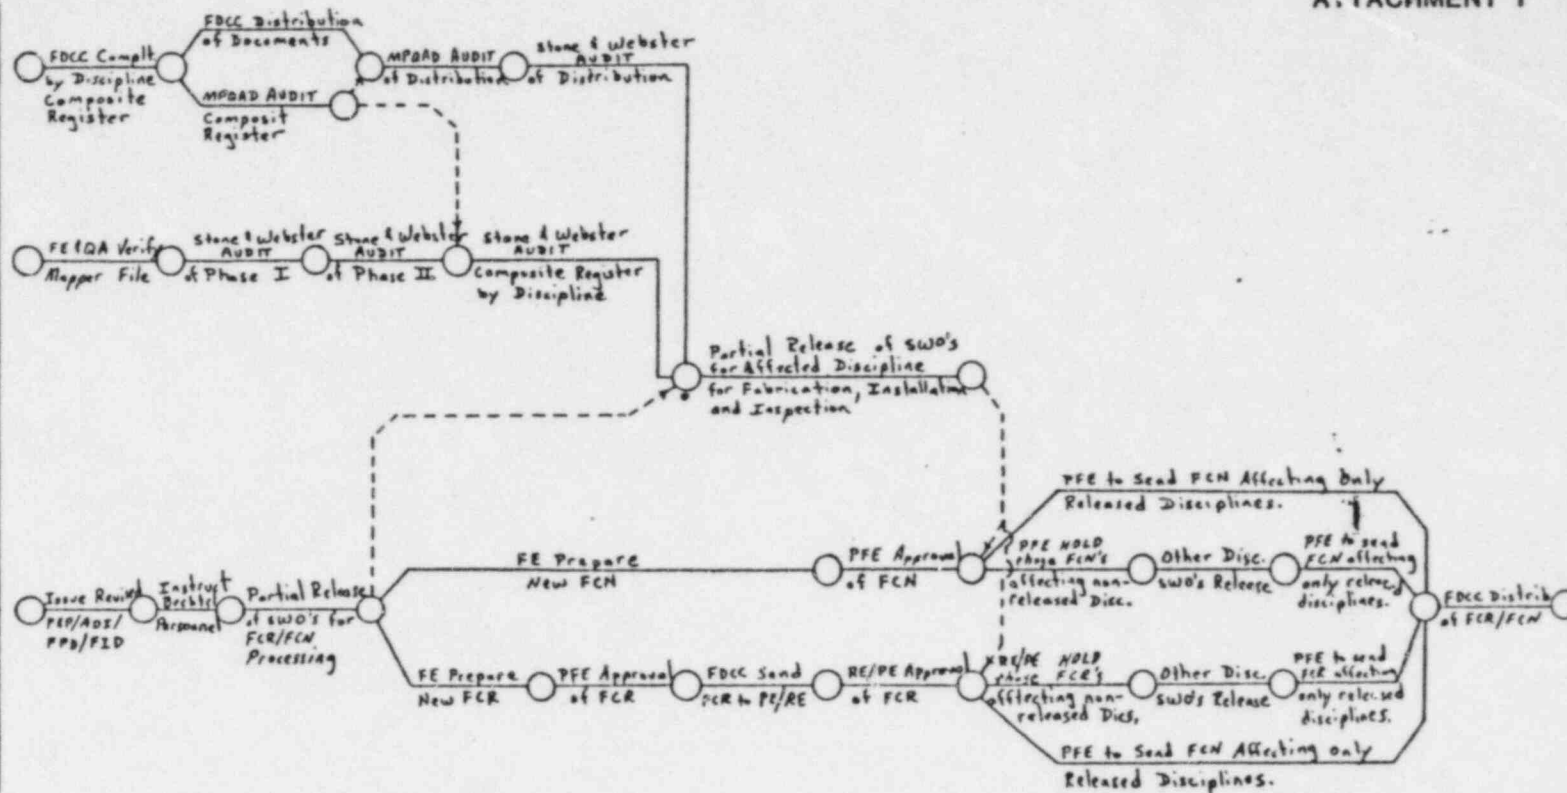 ATTACHMENT 1
FDCC Distribution
of Documents
FDCC Complt
by Discipline
Composite
Register
MPQAD AUDIT
of Distribution
Stone & Webster
AUDIT
of Distribution
MPQAD AUDIT
Composit
Register
FE & QA Verify
Mapper File
Stone & Webster
AUDIT
of Phase I
Stone & Webster
AUDIT
of Phase II
Stone & Webster
AUDIT
Composite Register
by Discipline
Partial Release of SWO's
for Affected Discipline
for Fabrication, Installation
and Inspection
PFE to Send FCN Affecting Only
Released Disciplines.
FE Prepare
New FCN
PFE Approval
of FCN
PFE HOLD
those FCN's
affecting non-
released Disc.
Other Disc.
SWO's Release
PFE to send
FCN affecting
only released
disciplines.
Issue Revised
FPD/FID
Instruct
Personnel
Partial Release
of SWO's for
FCR/FCN
Processing
FDCC Distrib
of FCR/FCN
FE Prepare
New FCR
PFE Approval
of FCR
FDCC Send
FCR to PE/RE
RE/PE Approval
of FCR
RE/PE HOLD
those FCR's
affecting non-
released Dics,
Other Disc.
SWO's Release
PFE to send
FCR affecting
only released
disciplines.
PFE to Send FCN Affecting only
Released Disciplines.